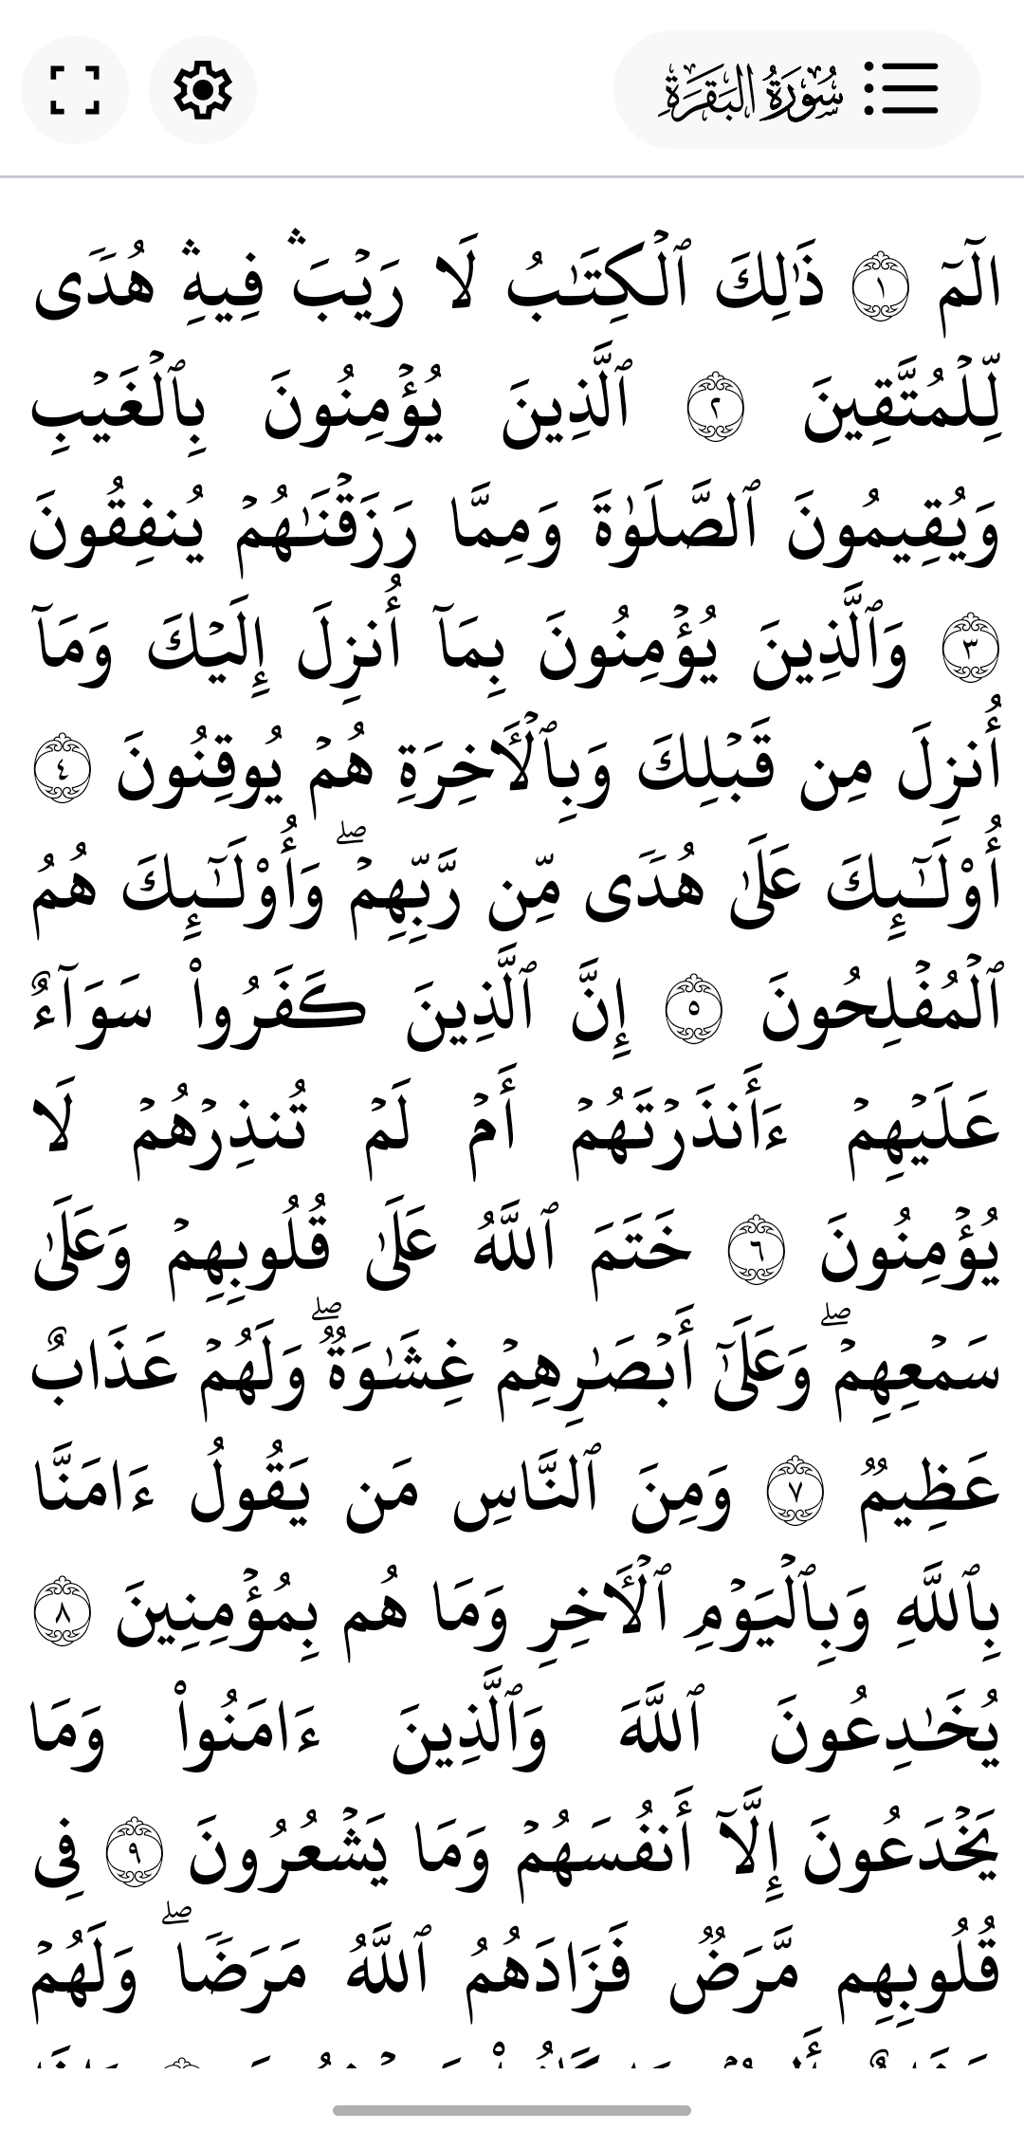 سُورَةُ البَقَرَةِ
الٓمٓ ١ ذَٰلِكَ ٱلۡكِتَٰبُ لَا رَيۡبَۛ فِيهِۛ هُدٗى
لِّلۡمُتَّقِينَ ٢ ٱلَّذِينَ يُؤۡمِنُونَ بِٱلۡغَيۡبِ
وَيُقِيمُونَ ٱلصَّلَوٰةَ وَمِمَّا رَزَقۡنَٰهُمۡ يُنفِقُونَ
٣ وَٱلَّذِينَ يُؤۡمِنُونَ بِمَآ أُنزِلَ إِلَيۡكَ وَمَآ
أُنزِلَ مِن قَبۡلِكَ وَبِٱلۡأٓخِرَةِ هُمۡ يُوقِنُونَ ٤
أُوْلَٰٓئِكَ عَلَىٰ هُدٗى مِّن رَّبِّهِمۡۖ وَأُوْلَٰٓئِكَ هُمُ
ٱلۡمُفۡلِحُونَ ٥ إِنَّ ٱلَّذِينَ كَفَرُواْ سَوَآءٌ
عَلَيۡهِمۡ ءَأَنذَرۡتَهُمۡ أَمۡ لَمۡ تُنذِرۡهُمۡ لَا
يُؤۡمِنُونَ ٦ خَتَمَ ٱللَّهُ عَلَىٰ قُلُوبِهِمۡ وَعَلَىٰ
سَمۡعِهِمۡۖ وَعَلَىٰٓ أَبۡصَٰرِهِمۡ غِشَٰوَةٞۖ وَلَهُمۡ عَذَابٌ
عَظِيمٞ ٧ وَمِنَ ٱلنَّاسِ مَن يَقُولُ ءَامَنَّا
بِٱللَّهِ وَبِٱلۡيَوۡمِ ٱلۡأٓخِرِ وَمَا هُم بِمُؤۡمِنِينَ ٨
يُخَٰدِعُونَ ٱللَّهَ وَٱلَّذِينَ ءَامَنُواْ وَمَا
يَخۡدَعُونَ إِلَّآ أَنفُسَهُمۡ وَمَا يَشۡعُرُونَ ٩ فِي
قُلُوبِهِم مَّرَضٞ فَزَادَهُمُ ٱللَّهُ مَرَضٗاۖ وَلَهُمۡ